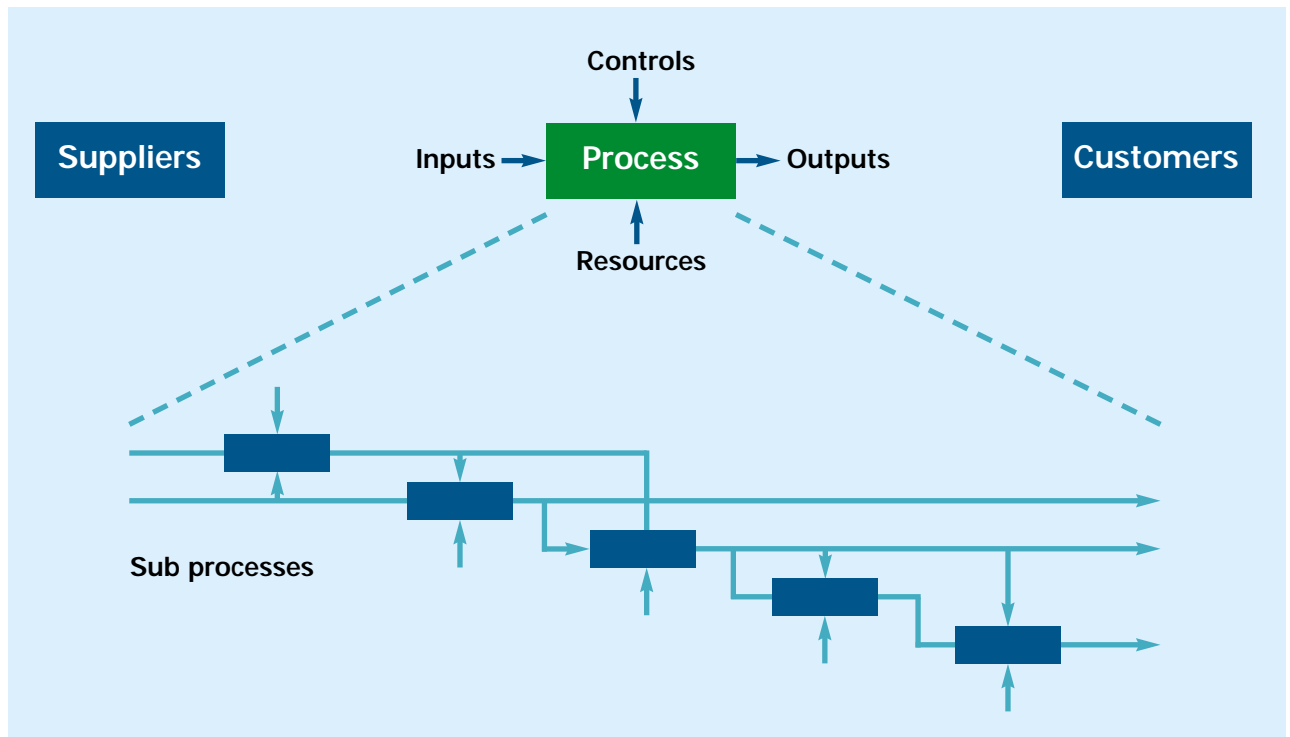 Controls
Suppliers
Inputs
Process
Outputs
Customers
Resources
Sub processes